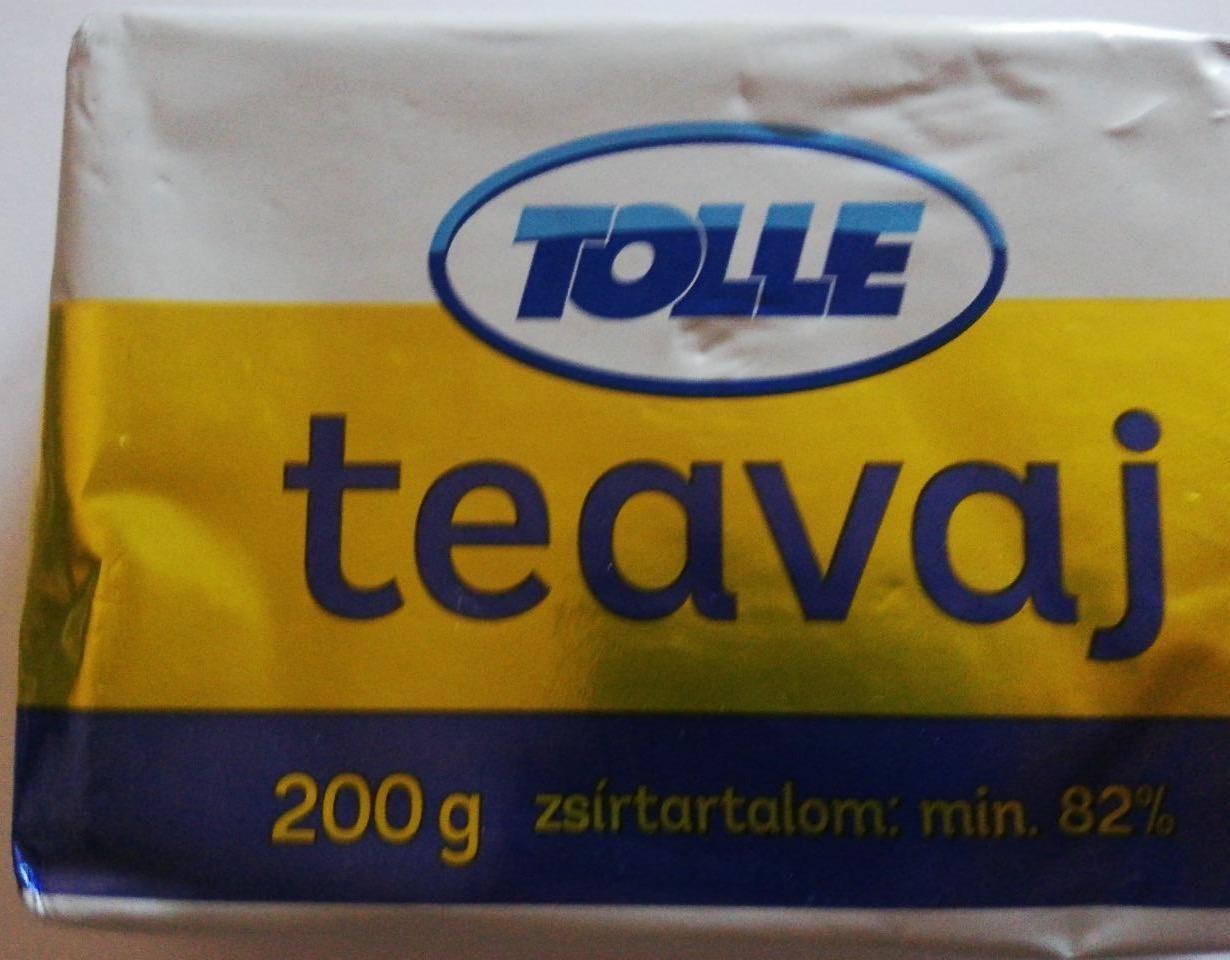 TOLLE
teavaj
200 g zsírtartalom: min. 82%